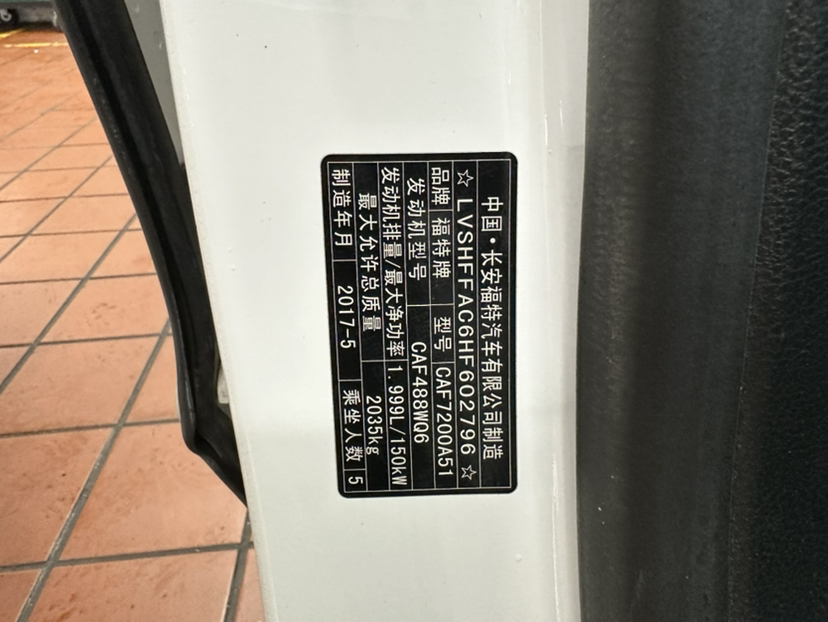 中国·长安福特汽车有限公司制造
☆LVSHFFAC6HF602796☆
品牌 福特牌 型号 CAF7200A51
发动机型号 CAF488WQ6
发动机排量/最大净功率 1.999L/150kW
最大允许总质量 2035kg
制造年月 2017-5 乘坐人数 5